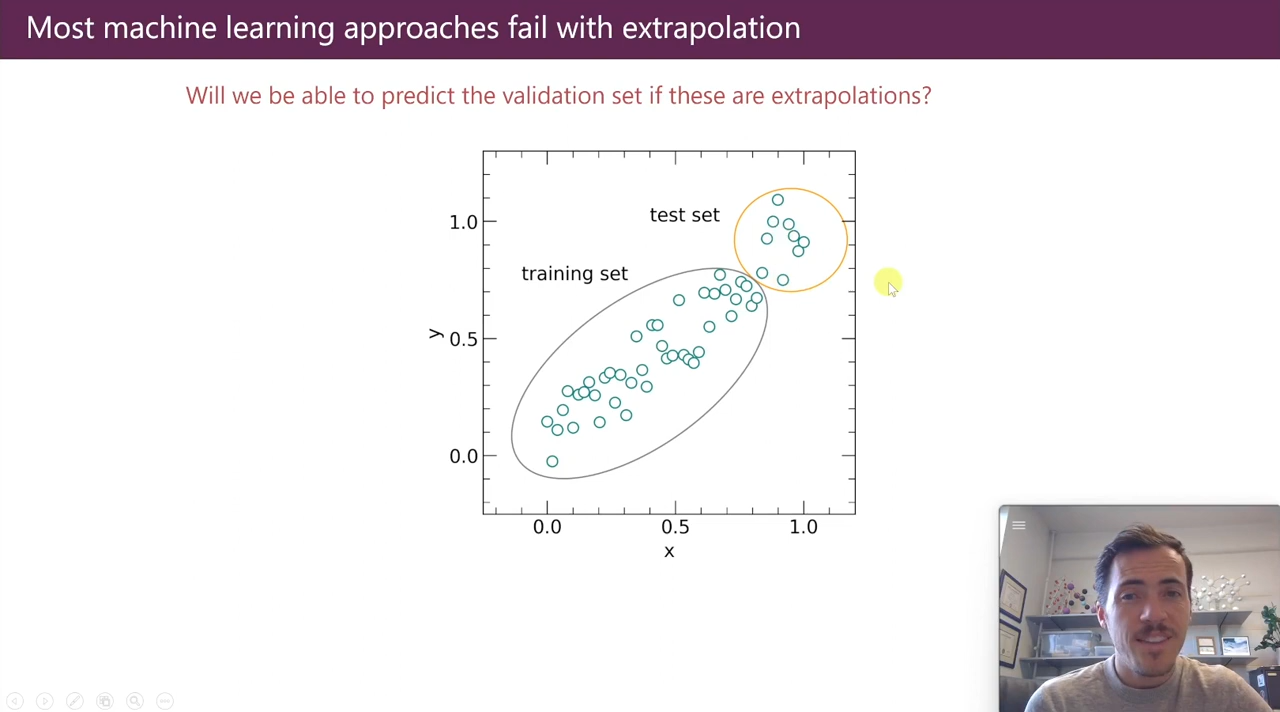 Most machine learning approaches fail with extrapolation
Will we be able to predict the validation set if these are extrapolations?
test set
training set
1.0
0.5
0.0
y
0.0 0.5 1.0
x